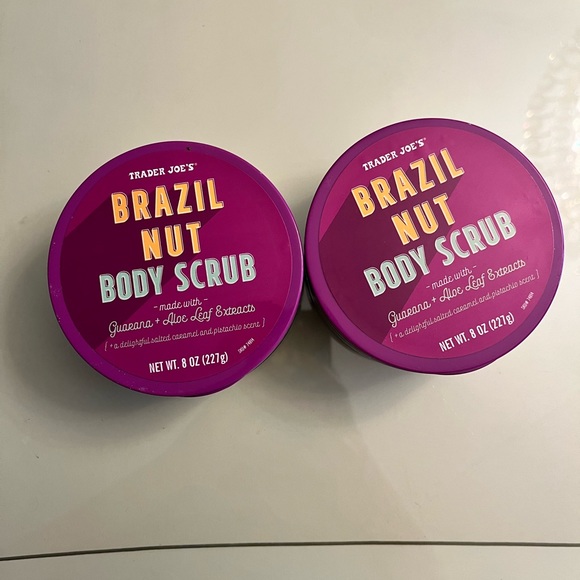 TRADER JOE'S
BRAZIL
NUT
BODY SCRUB
- made with -
Guarana + Aloe Leaf Extracts
[ + a delightful salted caramel and pistachio scent ]
NET WT. 8 OZ (227g)
TRADER JOE'S
BRAZIL
NUT
BODY SCRUB
- made with -
Guarana + Aloe Leaf Extracts
[ + a delightful salted caramel and pistachio scent ]
NET WT. 8 OZ (227g)